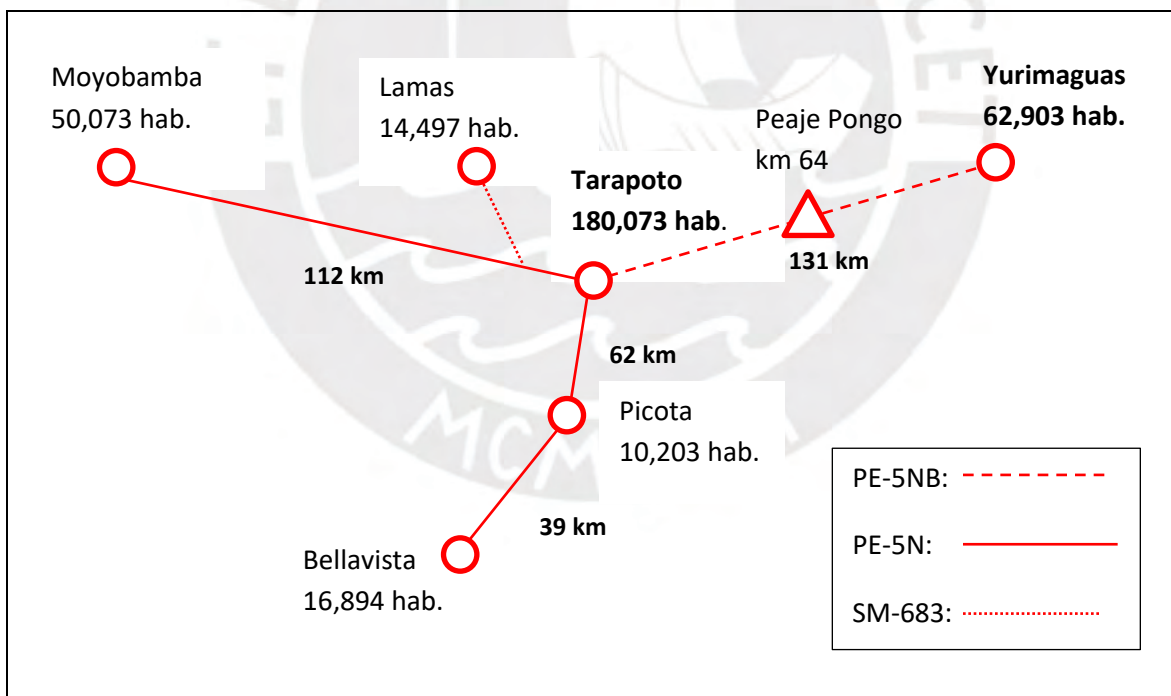 Moyobamba
50,073 hab.
Lamas
14,497 hab.
Yurimaguas
62,903 hab.
Peaje Pongo
km 64
Tarapoto
180,073 hab.
131 km
112 km
62 km
Picota
10,203 hab.
39 km
Bellavista
16,894 hab.
PE-5NB:
PE-5N:
SM-683: